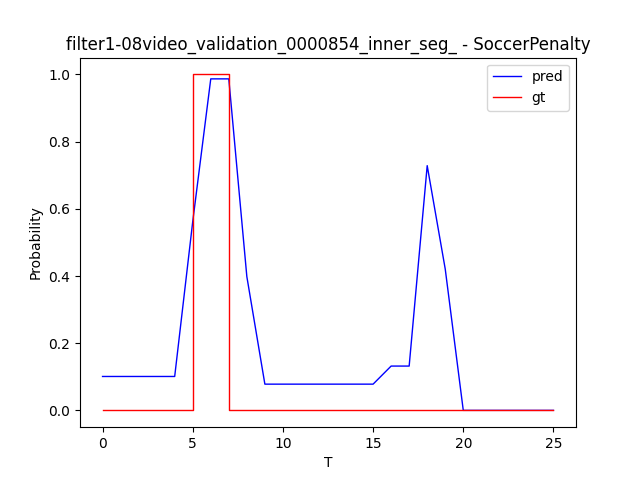 filter1-08video_validation_0000854_inner_seg_ - SoccerPenalty
pred
gt
1.0
0.8
0.6
0.4
0.2
0.0
Probability
0
5
10
15
20
25
T